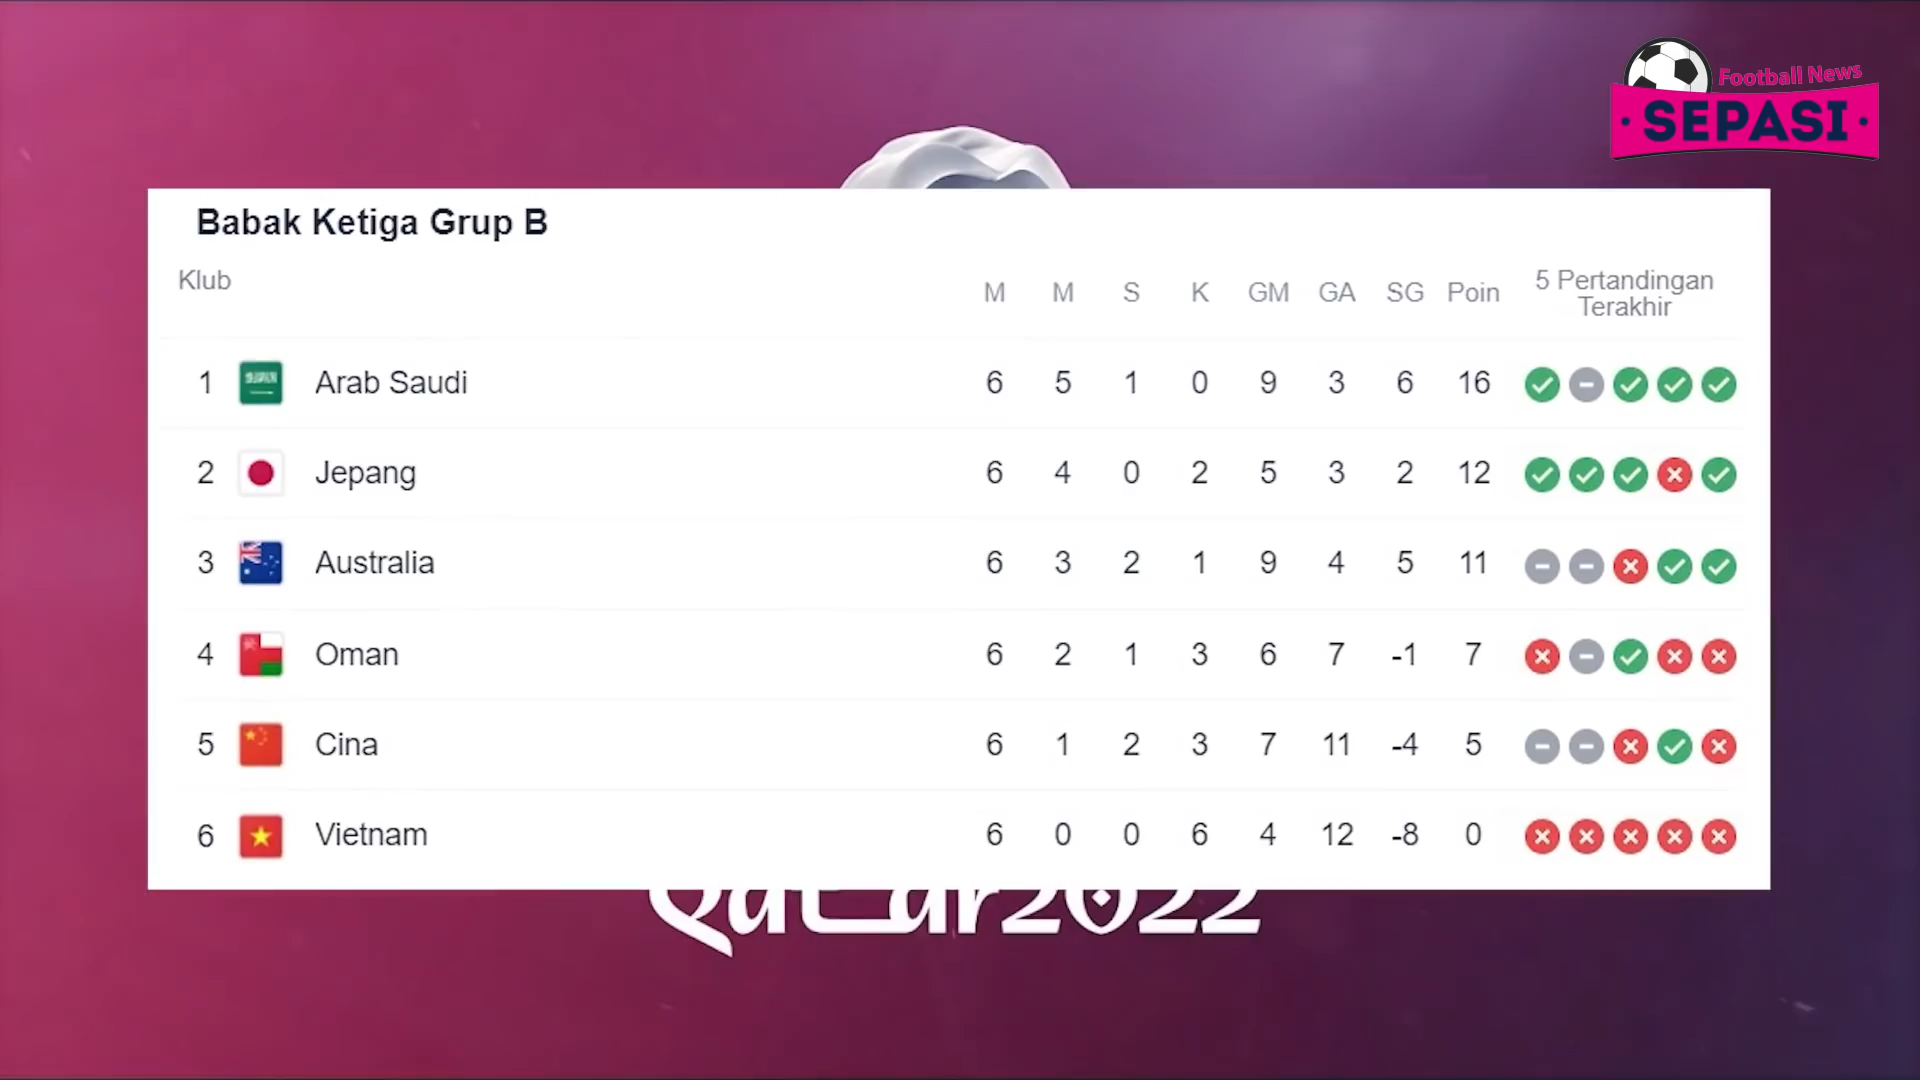 Football News
SEPASI
Babak Ketiga Grup B
Klub M M S K GM GA SG Poin 5 Pertandingan
Terakhir
1 Arab Saudi 6 5 1 0 9 3 6 16
2 Jepang 6 4 0 2 5 3 2 12
3 Australia 6 3 2 1 9 4 5 11
4 Oman 6 2 1 3 6 7 -1 7
5 Cina 6 1 2 3 7 11 -4 5
6 Vietnam 6 0 0 6 4 12 -8 0
Qatar2022